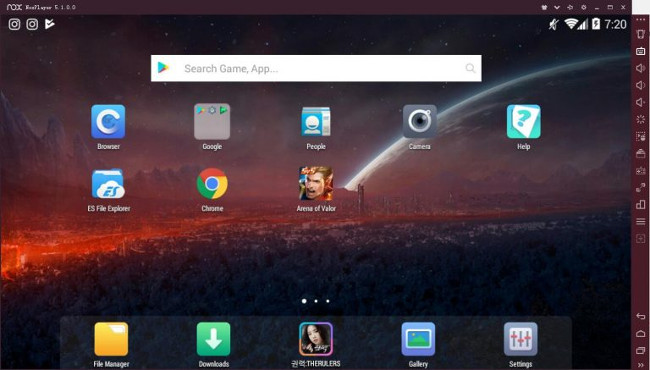 nox NoxPlayer 5.1.0.0
7:20
Search Game, App...
Browser
Google
People
Camera
Help
ES
ES File Explorer
Chrome
Arena of Valor
File Manager
Downloads
권력:THERULERS
Gallery
Settings